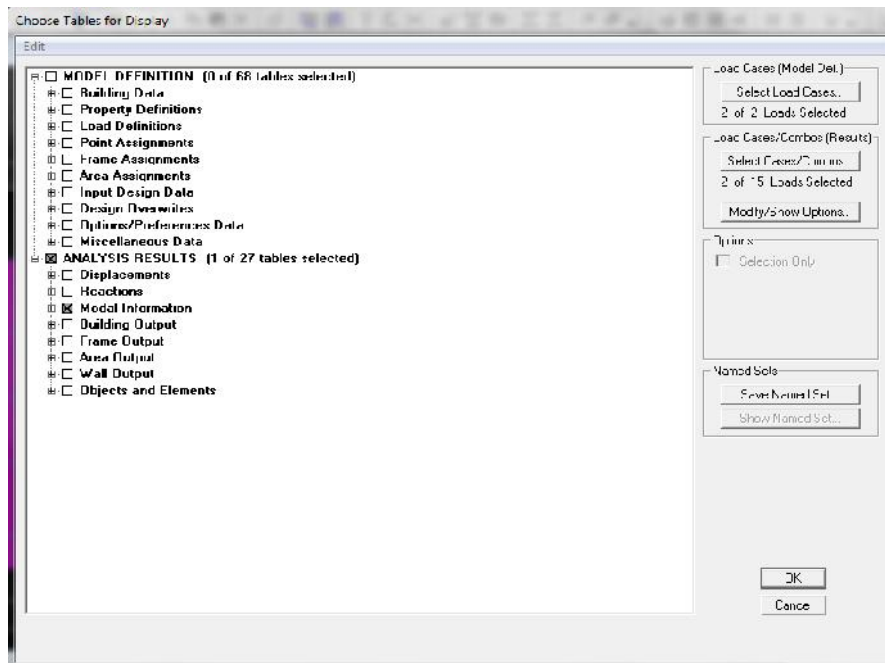 Choose Tables for Display
Edit
MODEL DEFINITION (0 of 68 tables selected)
Building Data
Property Definitions
Load Definitions
Point Assignments
Frame Assignments
Area Assignments
Input Design Data
Design Overwrites
Options/Preferences Data
Miscellaneous Data
ANALYSIS RESULTS (1 of 27 tables selected)
Displacements
Reactions
Modal Information
Building Output
Frame Output
Area Output
Wall Output
Objects and Elements
Load Cases (Model Def.)
Select Load Cases...
2 of 2 Loads Selected
Load Cases/Combos (Results)
Select Cases/Combos...
2 of 15 Loads Selected
Modify/Show Options...
Options
Selection Only
Named Sets
Save Named Set...
Show Named Set...
OK
Cancel